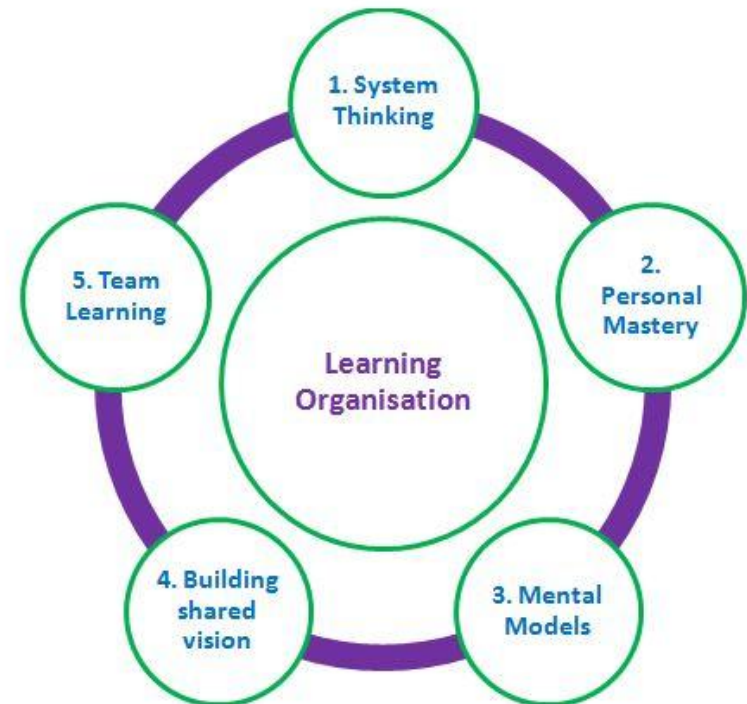 1. System
Thinking
2.
Personal
Mastery
3. Mental
Models
4. Building
shared
vision
5. Team
Learning
Learning
Organisation